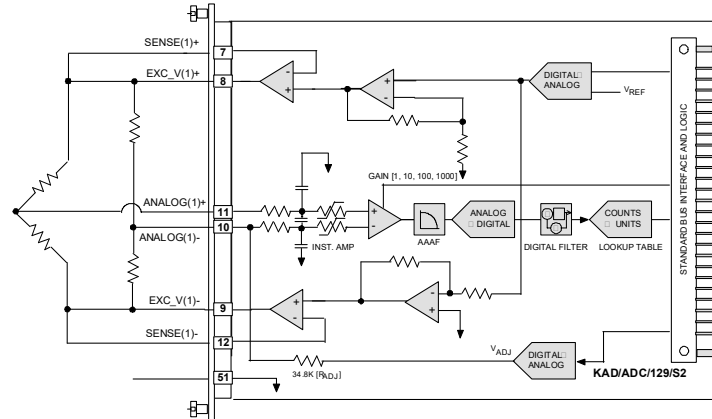 SENSE(1)+
7
EXC_V(1)+
8
-
+
+
-
DIGITAL
ANALOG
VREF
GAIN [1, 10, 100, 1000]
ANALOG(1)+
11
10
ANALOG(1)-
INST. AMP
+
-
AAAF
ANALOG
DIGITAL
DIGITAL FILTER
COUNTS
UNITS
LOOKUP TABLE
STANDARD BUS INTERFACE AND LOGIC
EXC_V(1)-
9
+
-
-
+
SENSE(1)-
12
VADJ
DIGITAL
ANALOG
34.8K [RADJ]
KAD/ADC/129/S2
51